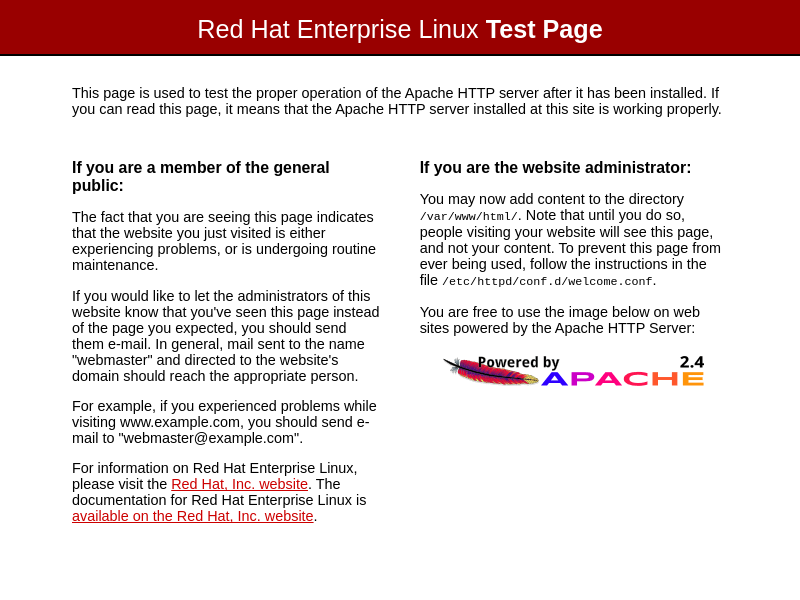 Red Hat Enterprise Linux Test Page
This page is used to test the proper operation of the Apache HTTP server after it has been installed. If
you can read this page, it means that the Apache HTTP server installed at this site is working properly.
If you are a member of the general
public:
The fact that you are seeing this page indicates
that the website you just visited is either
experiencing problems, or is undergoing routine
maintenance.
If you would like to let the administrators of this
website know that you've seen this page instead
of the page you expected, you should send
them e-mail. In general, mail sent to the name
"webmaster" and directed to the website's
domain should reach the appropriate person.
For example, if you experienced problems while
visiting www.example.com, you should send e-
mail to "webmaster@example.com".
For information on Red Hat Enterprise Linux,
please visit the Red Hat, Inc. website. The
documentation for Red Hat Enterprise Linux is
available on the Red Hat, Inc. website.
If you are the website administrator:
You may now add content to the directory
/var/www/html/. Note that until you do so,
people visiting your website will see this page,
and not your content. To prevent this page from
ever being used, follow the instructions in the
file /etc/httpd/conf.d/welcome.conf.
You are free to use the image below on web
sites powered by the Apache HTTP Server:
Powered by 2.4
APACHE